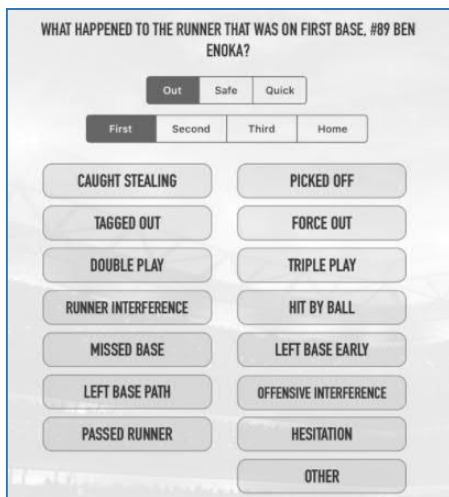 WHAT HAPPENED TO THE RUNNER THAT WAS ON FIRST BASE, #89 BEN
ENOKA?
Out Safe Quick
First Second Third Home
CAUGHT STEALING PICKED OFF
TAGGED OUT FORCE OUT
DOUBLE PLAY TRIPLE PLAY
RUNNER INTERFERENCE HIT BY BALL
MISSED BASE LEFT BASE EARLY
LEFT BASE PATH OFFENSIVE INTERFERENCE
PASSED RUNNER HESITATION
OTHER